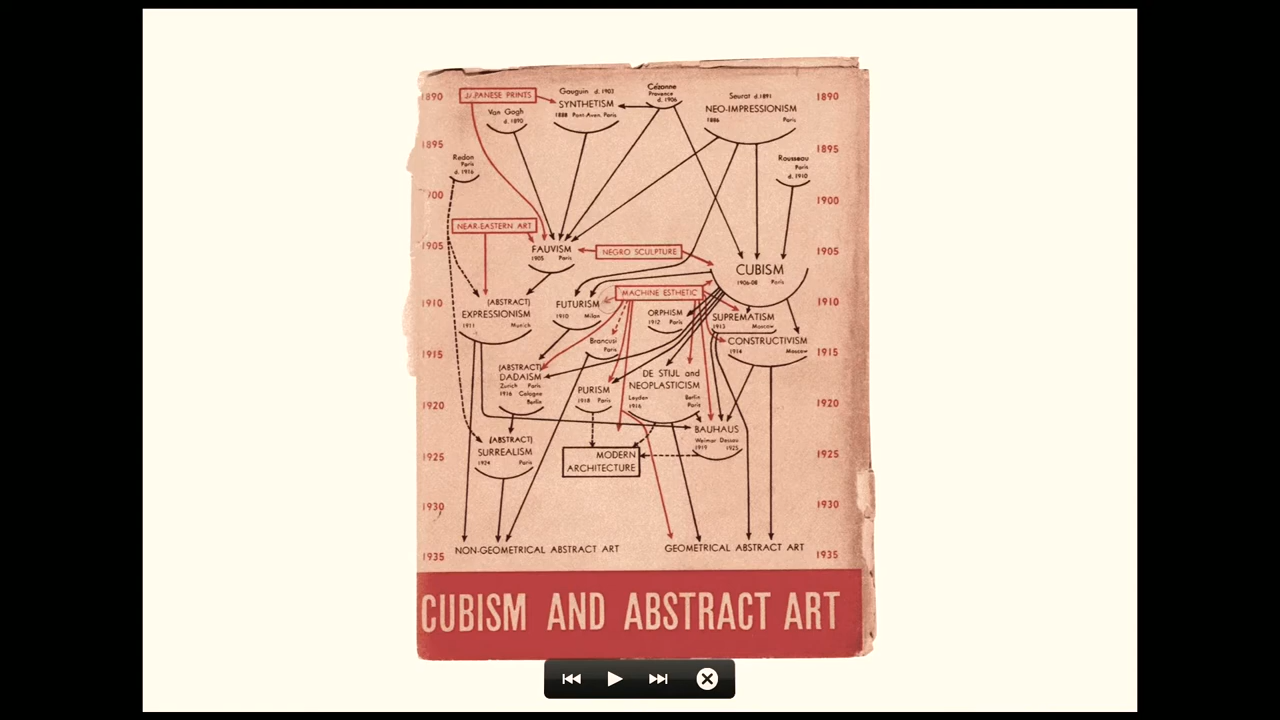 1890
JAPANESE PRINTS
Gauguin d. 1903
SYNTHETISM
1888 Pont-Aven, Paris
Cézanne
Provence
d. 1906
Seurat d.1891
NEO-IMPRESSIONISM
1886 Paris
1890
Van Gogh
d. 1890
1895
1895
Redon
Paris
d. 1916
Rousseau
Paris
d. 1910
1900
1900
NEAR-EASTERN ART
1905
FAUVISM
1905 Paris
NEGRO SCULPTURE
1905
CUBISM
1906-08 Paris
1910
(ABSTRACT)
EXPRESSIONISM
1911 Munich
FUTURISM
1910 Milan
MACHINE ESTHETIC
ORPHISM
1912 Paris
SUPREMATISM
1913 Moscow
1910
Brancusi
Paris
CONSTRUCTIVISM
1914 Moscow
1915
1915
(ABSTRACT)
DADAISM
Zurich Paris
1916 Cologne
Berlin
PURISM
1918 Paris
DE STIJL and
NEOPLASTICISM
Leyden Berlin
1916 Paris
1920
1920
BAUHAUS
Weimar Dessau
1919 1925
(ABSTRACT)
SURREALISM
1924 Paris
MODERN
ARCHITECTURE
1925
1925
1930
1930
1935
NON-GEOMETRICAL ABSTRACT ART
GEOMETRICAL ABSTRACT ART
1935
CUBISM AND ABSTRACT ART